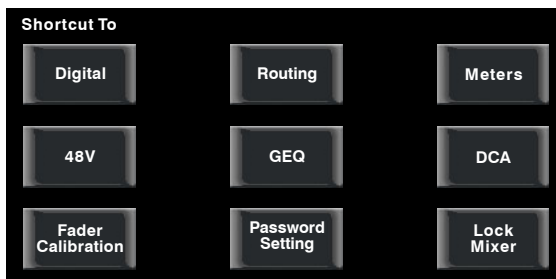 Shortcut To
Digital
Routing
Meters
48V
GEQ
DCA
Fader
Calibration
Password
Setting
Lock
Mixer